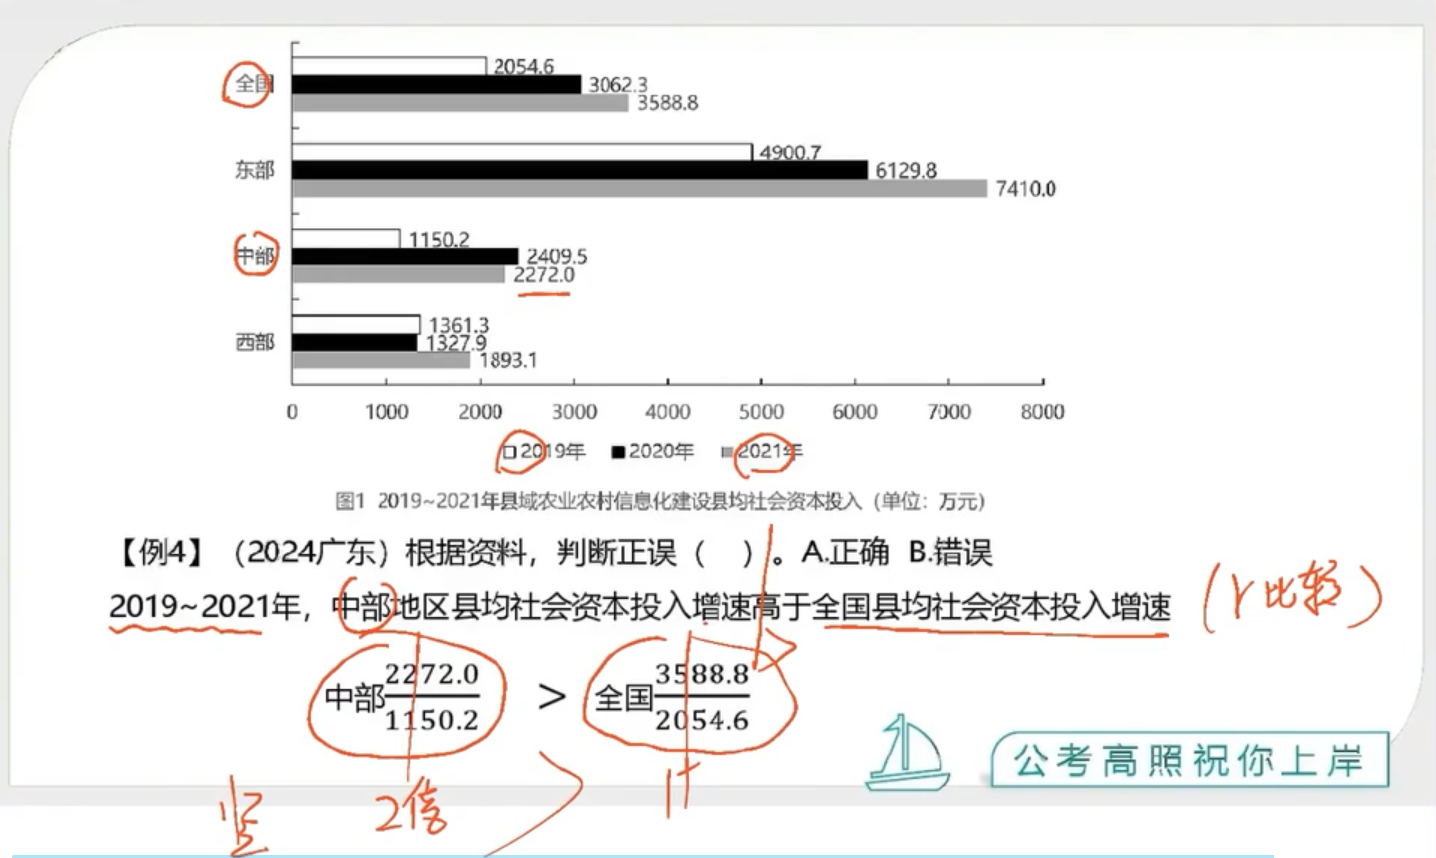 2054.6
全国 3062.3
3588.8
4900.7
东部 6129.8
7410.0
1150.2
中部 2409.5
2272.0
1361.3
西部 1327.9
1893.1
0 1000 2000 3000 4000 5000 6000 7000 8000
2019年 2020年 2021年
图1 2019~2021年县域农业农村信息化建设县均社会资本投入（单位：万元）
【例4】（2024广东）根据资料，判断正误（ ）。A.正确 B.错误
2019~2021年，中部地区县均社会资本投入增速高于全国县均社会资本投入增速 （r比较）
中部 2272.0/1150.2 > 全国 3588.8/2054.6
公考高照祝你上岸
竖 2倍 > 1+